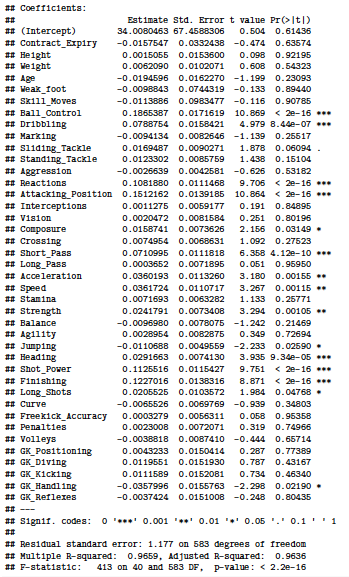 ## Coefficients:
## Estimate Std. Error t value Pr(>|t|)
## (Intercept) 34.0080463 67.4588306 0.504 0.61436
## Contract_Expiry -0.0157547 0.0332438 -0.474 0.63574
## Height 0.0015055 0.0153600 0.098 0.92195
## Weight 0.0062090 0.0102071 0.608 0.54323
## Age -0.0194596 0.0162270 -1.199 0.23093
## Weak_foot -0.0098843 0.0744319 -0.133 0.89440
## Skill_Moves -0.0113886 0.0983477 -0.116 0.90785
## Ball_Control 0.1865387 0.0171619 10.869 < 2e-16 ***
## Dribbling 0.0788754 0.0158421 4.979 8.44e-07 ***
## Marking -0.0094134 0.0082646 -1.139 0.25517
## Sliding_Tackle 0.0169487 0.0090271 1.878 0.06094 .
## Standing_Tackle 0.0123302 0.0085759 1.438 0.15104
## Aggression -0.0026639 0.0042581 -0.626 0.53182
## Reactions 0.1081880 0.0111468 9.706 < 2e-16 ***
## Attacking_Position 0.1512162 0.0139185 10.864 < 2e-16 ***
## Interceptions 0.0011275 0.0059177 0.191 0.84895
## Vision 0.0020472 0.0081584 0.251 0.80196
## Composure 0.0158741 0.0073626 2.156 0.03149 *
## Crossing 0.0074954 0.0068631 1.092 0.27523
## Short_Pass 0.0710995 0.0111818 6.358 4.12e-10 ***
## Long_Pass 0.0003652 0.0071895 0.051 0.95950
## Acceleration 0.0360193 0.0113260 3.180 0.00155 **
## Speed 0.0361724 0.0110717 3.267 0.00115 **
## Stamina 0.0071693 0.0063282 1.133 0.25771
## Strength 0.0241791 0.0073408 3.294 0.00105 **
## Balance -0.0096980 0.0078075 -1.242 0.21469
## Agility 0.0028954 0.0082875 0.349 0.72694
## Jumping -0.0110688 0.0049559 -2.233 0.02590 *
## Heading 0.0291663 0.0074130 3.935 9.34e-05 ***
## Shot_Power 0.1125516 0.0115427 9.751 < 2e-16 ***
## Finishing 0.1227016 0.0138316 8.871 < 2e-16 ***
## Long_Shots 0.0205525 0.0103572 1.984 0.04768 *
## Curve -0.0065526 0.0069769 -0.939 0.34803
## Freekick_Accuracy 0.0003279 0.0056311 0.058 0.95358
## Penalties 0.0023008 0.0072071 0.319 0.74966
## Volleys -0.0038818 0.0087410 -0.444 0.65714
## GK_Positioning 0.0043233 0.0150414 0.287 0.77389
## GK_Diving 0.0119551 0.0151930 0.787 0.43167
## GK_Kicking 0.0111589 0.0152081 0.734 0.46340
## GK_Handling -0.0357996 0.0155763 -2.298 0.02190 *
## GK_Reflexes -0.0037424 0.0151008 -0.248 0.80435
## ---
## Signif. codes: 0 '***' 0.001 '**' 0.01 '*' 0.05 '.' 0.1 ' ' 1
##
## Residual standard error: 1.177 on 583 degrees of freedom
## Multiple R-squared: 0.9659, Adjusted R-squared: 0.9636
## F-statistic: 413 on 40 and 583 DF, p-value: < 2.2e-16